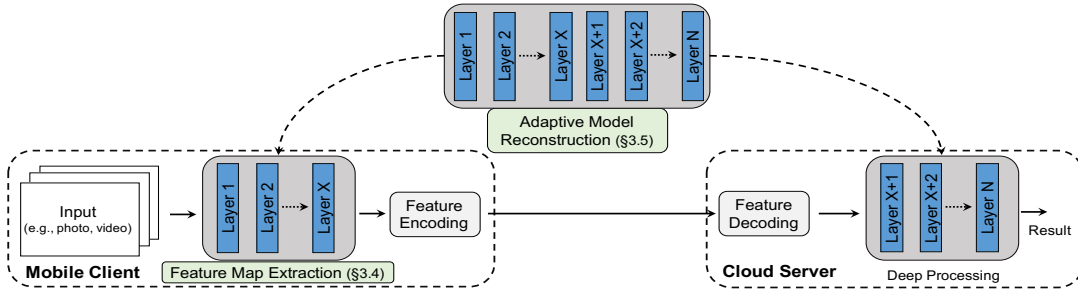 Layer 1
Layer 2
Layer X
Layer X+1
Layer X+2
Layer N
Adaptive Model
Reconstruction (§3.5)
Input
(e.g., photo, video)
Layer 1
Layer 2
Layer X
Feature
Encoding
Mobile Client
Feature Map Extraction (§3.4)
Feature
Decoding
Layer X+1
Layer X+2
Layer N
Result
Cloud Server
Deep Processing